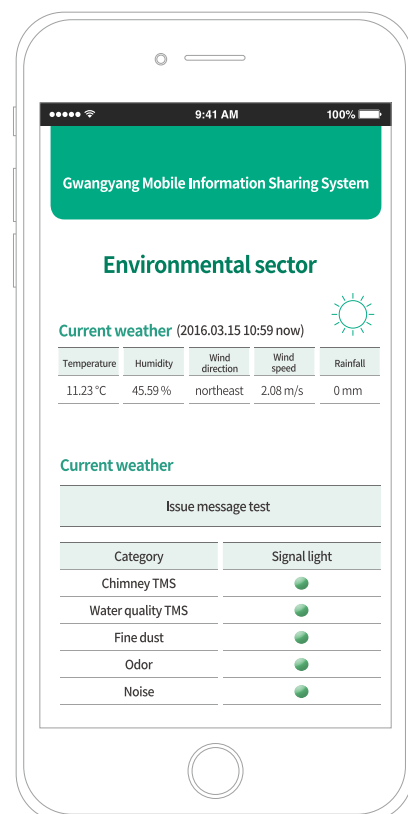 9:41 AM
100%
Gwangyang Mobile Information Sharing System
Environmental sector
Current weather (2016.03.15 10:59 now)
Temperature Humidity Wind direction Wind speed Rainfall
11.23 °C 45.59 % northeast 2.08 m/s 0 mm
Current weather
Issue message test
Category Signal light
Chimney TMS
Water quality TMS
Fine dust
Odor
Noise